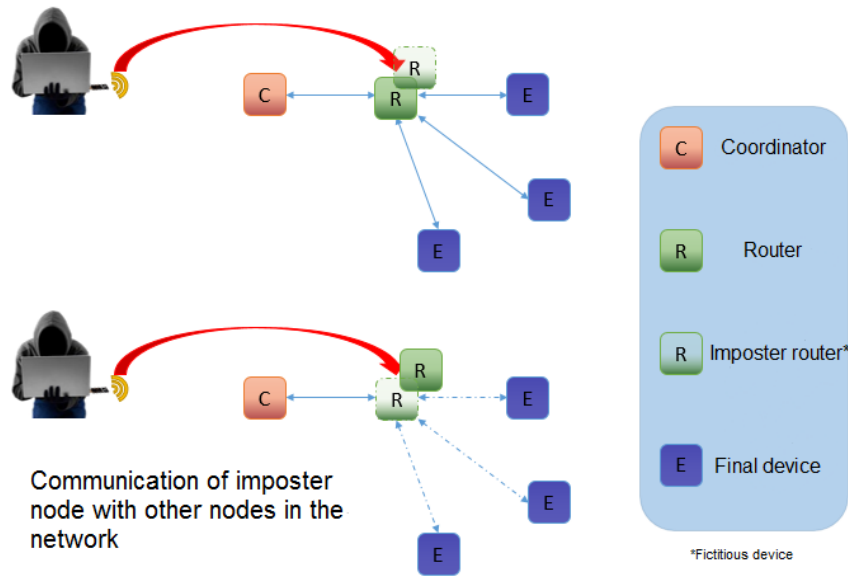 R
C
R
E
E
E
C
Coordinator
R
Router
R
Imposter router*
E
Final device
*Fictitious device
R
C
R
E
E
E
Communication of imposter
node with other nodes in the
network